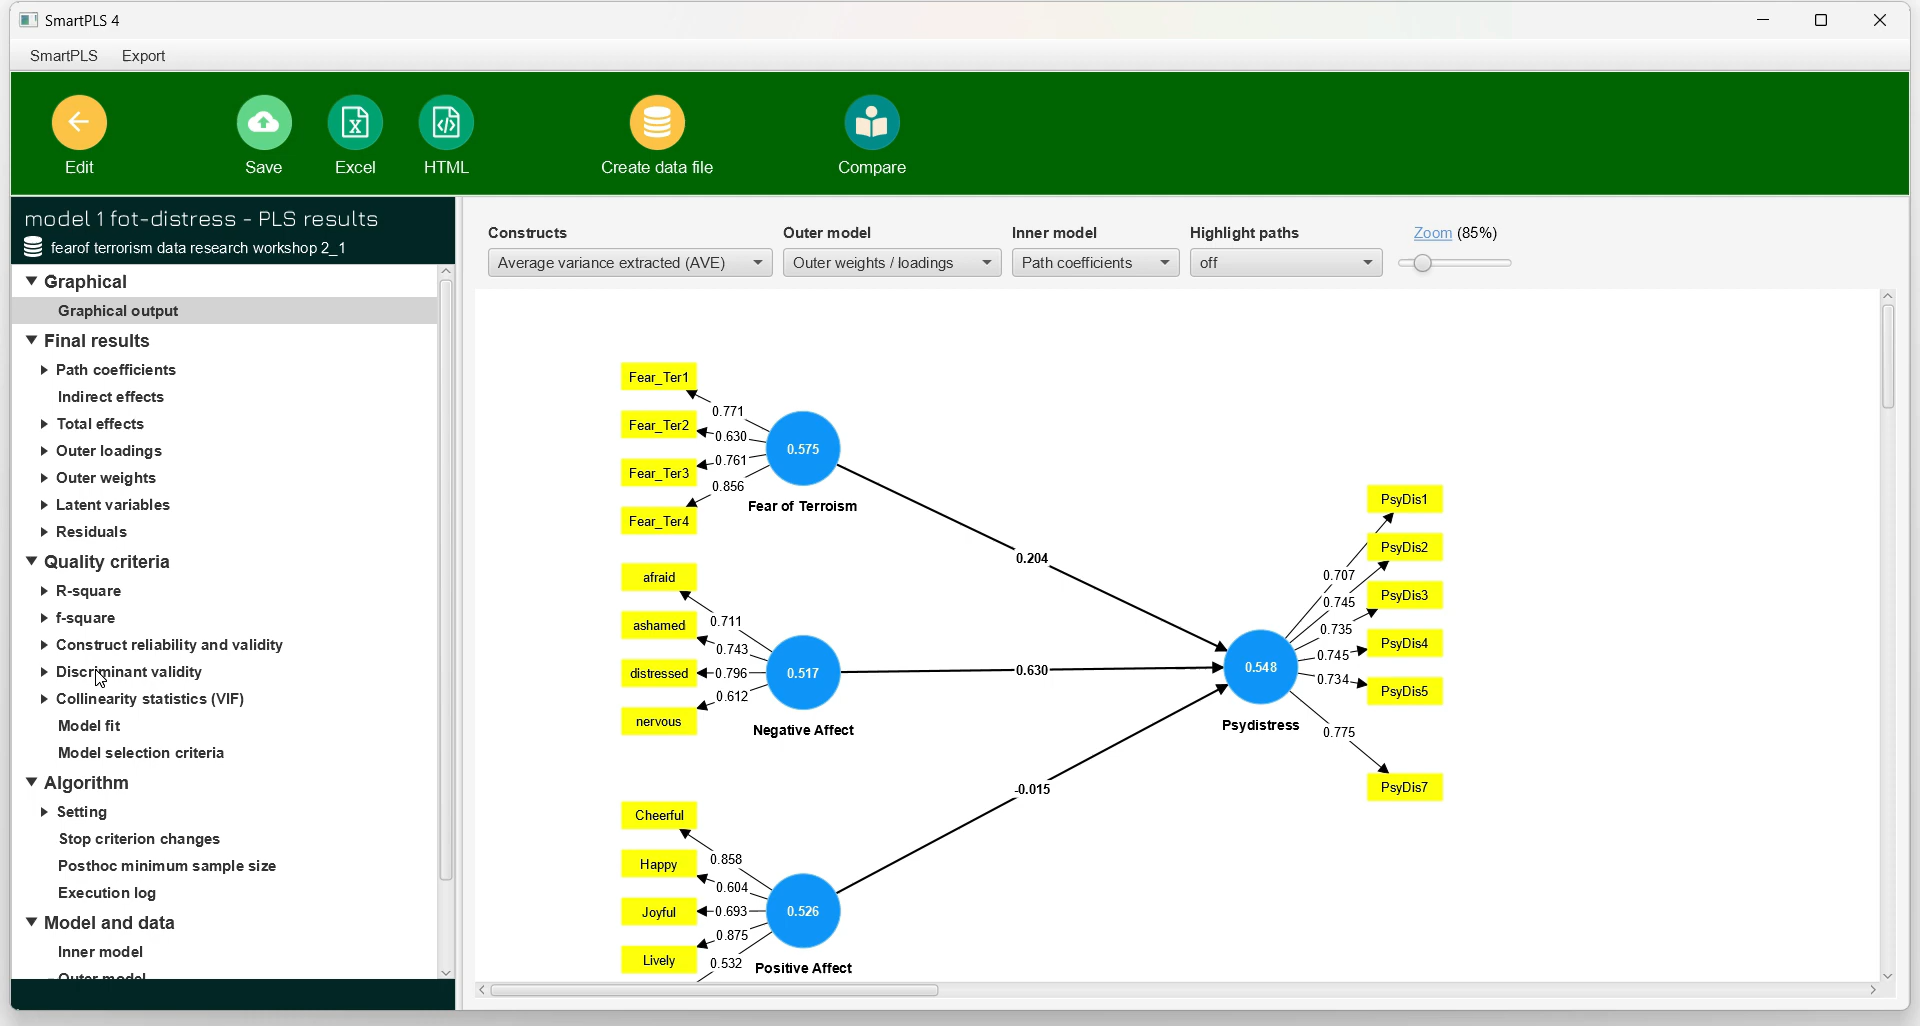 SmartPLS 4
SmartPLS Export
Edit Save Excel HTML Create data file Compare
model 1 fot-distress - PLS results
fearof terrorism data research workshop 2_1
Graphical
Graphical output
Final results
Path coefficients
Indirect effects
Total effects
Outer loadings
Outer weights
Latent variables
Residuals
Quality criteria
R-square
f-square
Construct reliability and validity
Discriminant validity
Collinearity statistics (VIF)
Model fit
Model selection criteria
Algorithm
Setting
Stop criterion changes
Posthoc minimum sample size
Execution log
Model and data
Inner model
Outer model
Constructs Outer model Inner model Highlight paths Zoom (85%)
Average variance extracted (AVE) Outer weights / loadings Path coefficients off
Fear_Ter1
0.771
Fear_Ter2
0.630
0.575
Fear_Ter3
0.761
0.856
Fear_Ter4
Fear of Terroism
0.204
afraid
0.711
ashamed
0.743
distressed
0.796
0.517
0.612
nervous
Negative Affect
0.630
Cheerful
0.858
Happy
0.604
Joyful
0.693
0.526
0.875
Lively
0.532
Positive Affect
-0.015
0.548
Psydistress
PsyDis1
0.707
PsyDis2
0.745
PsyDis3
0.735
PsyDis4
0.745
PsyDis5
0.734
0.775
PsyDis7